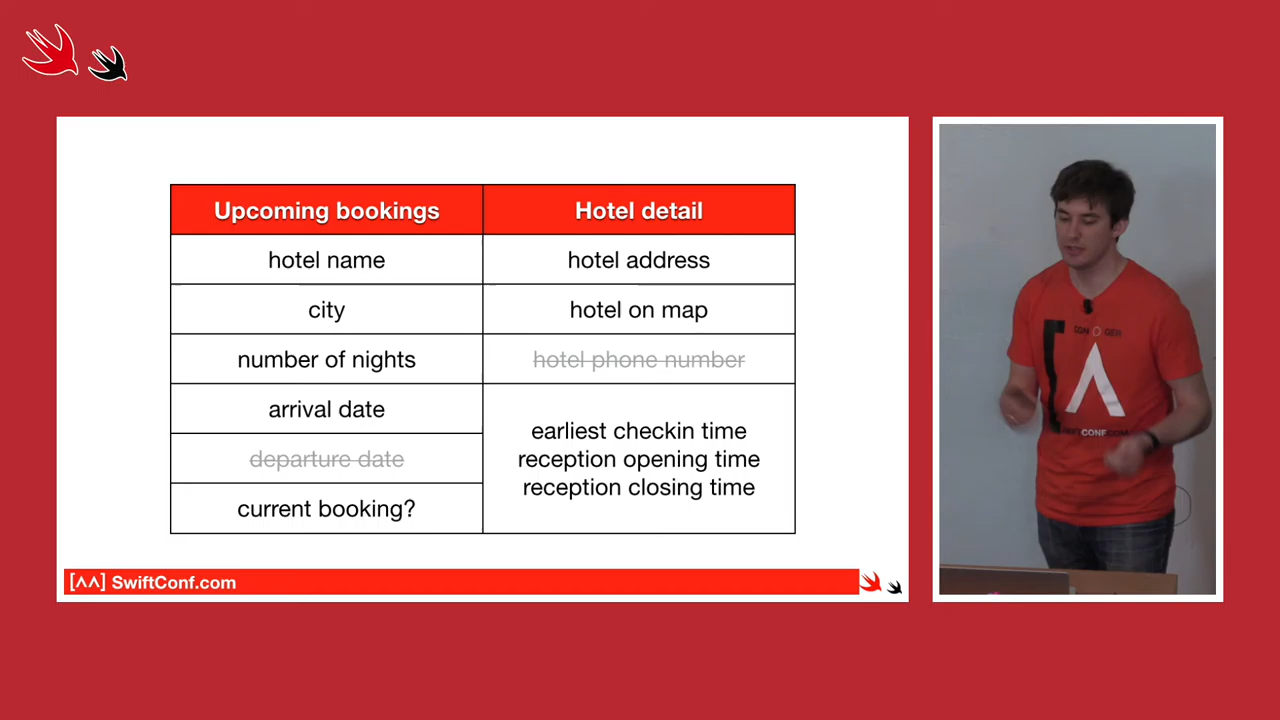 Upcoming bookings
Hotel detail
hotel name
hotel address
city
hotel on map
number of nights
hotel phone number
arrival date
departure date
current booking?
earliest checkin time
reception opening time
reception closing time
[ΛΛ] SwiftConf.com